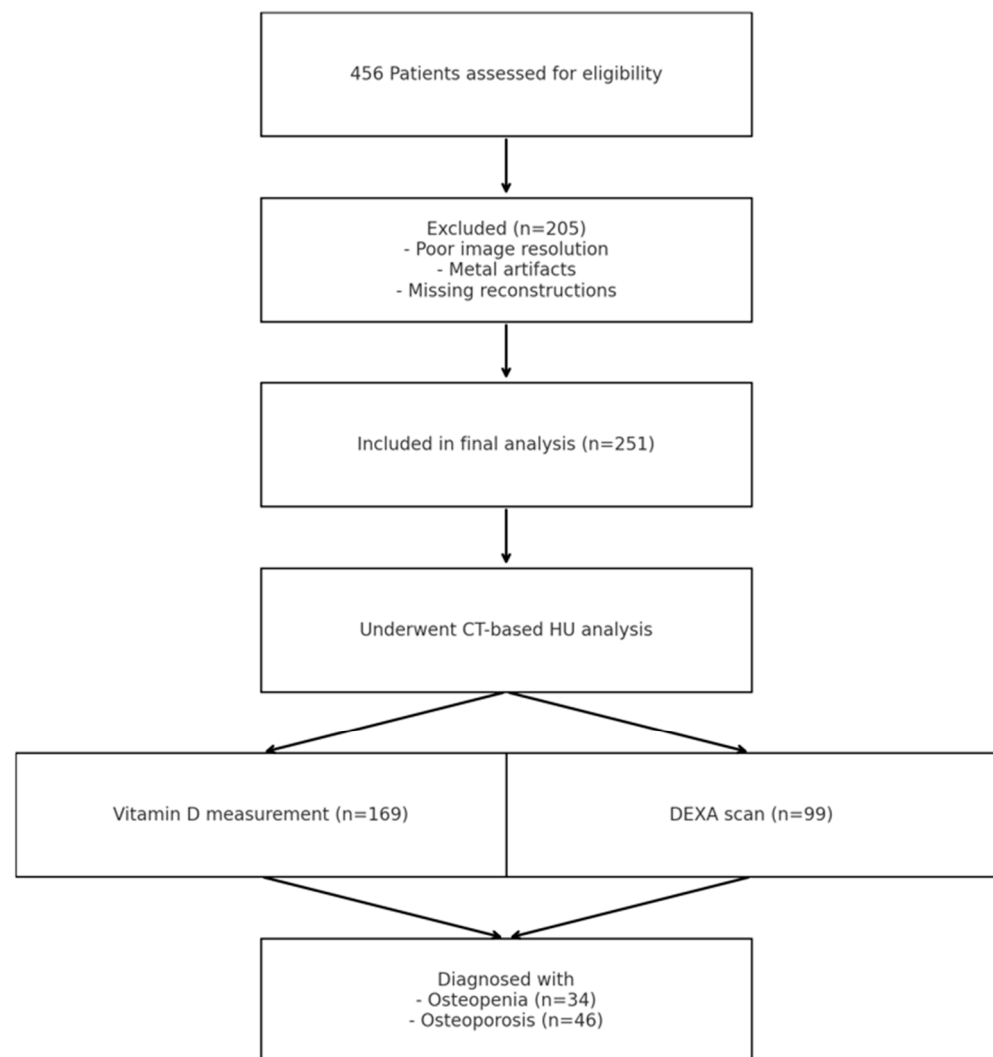 456 Patients assessed for eligibility
Excluded (n=205)
- Poor image resolution
- Metal artifacts
- Missing reconstructions
Included in final analysis (n=251)
Underwent CT-based HU analysis
Vitamin D measurement (n=169)
DEXA scan (n=99)
Diagnosed with
- Osteopenia (n=34)
- Osteoporosis (n=46)